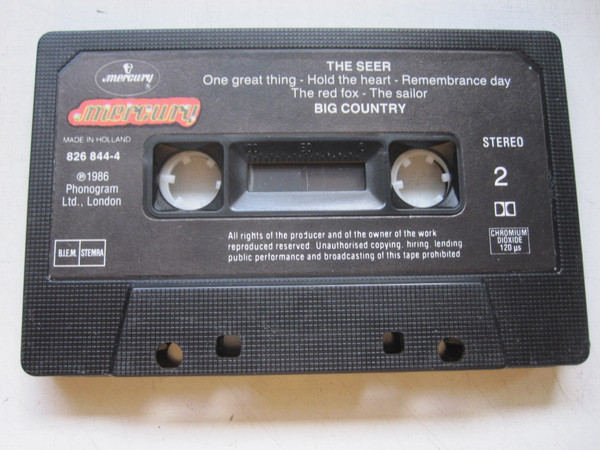 THE SEER
One great thing - Hold the heart - Remembrance day
The red fox - The sailor
BIG COUNTRY
mercury
mercury
MADE IN HOLLAND
826 844-4
℗1986
Phonogram
Ltd., London
B.I.E.M. STEMRA
50 0
STEREO
2
CHROMIUM
DIOXIDE
120 µs
All rights of the producer and of the owner of the work
reproduced reserved. Unauthorised copying. hiring. lending
public performance and broadcasting of this tape prohibited